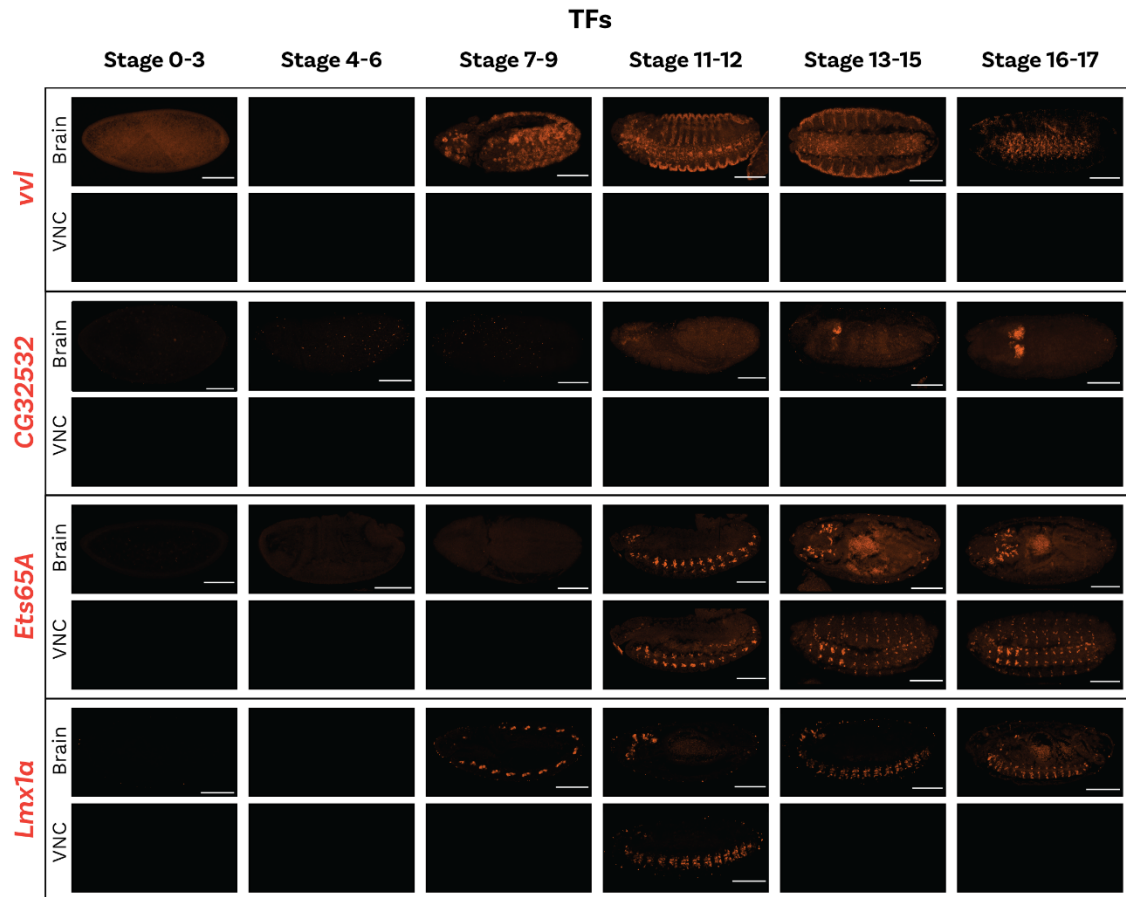 TFs
Stage 0-3 Stage 4-6 Stage 7-9 Stage 11-12 Stage 13-15 Stage 16-17
vvl
Brain
VNC
CG32532
Brain
VNC
Ets65A
Brain
VNC
Lmx1a
Brain
VNC